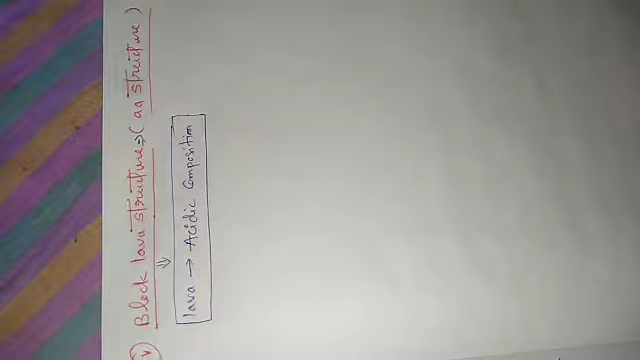 v) Block lava structure ⇒ ( aa structure )
⇓
lava → Acidic Composition